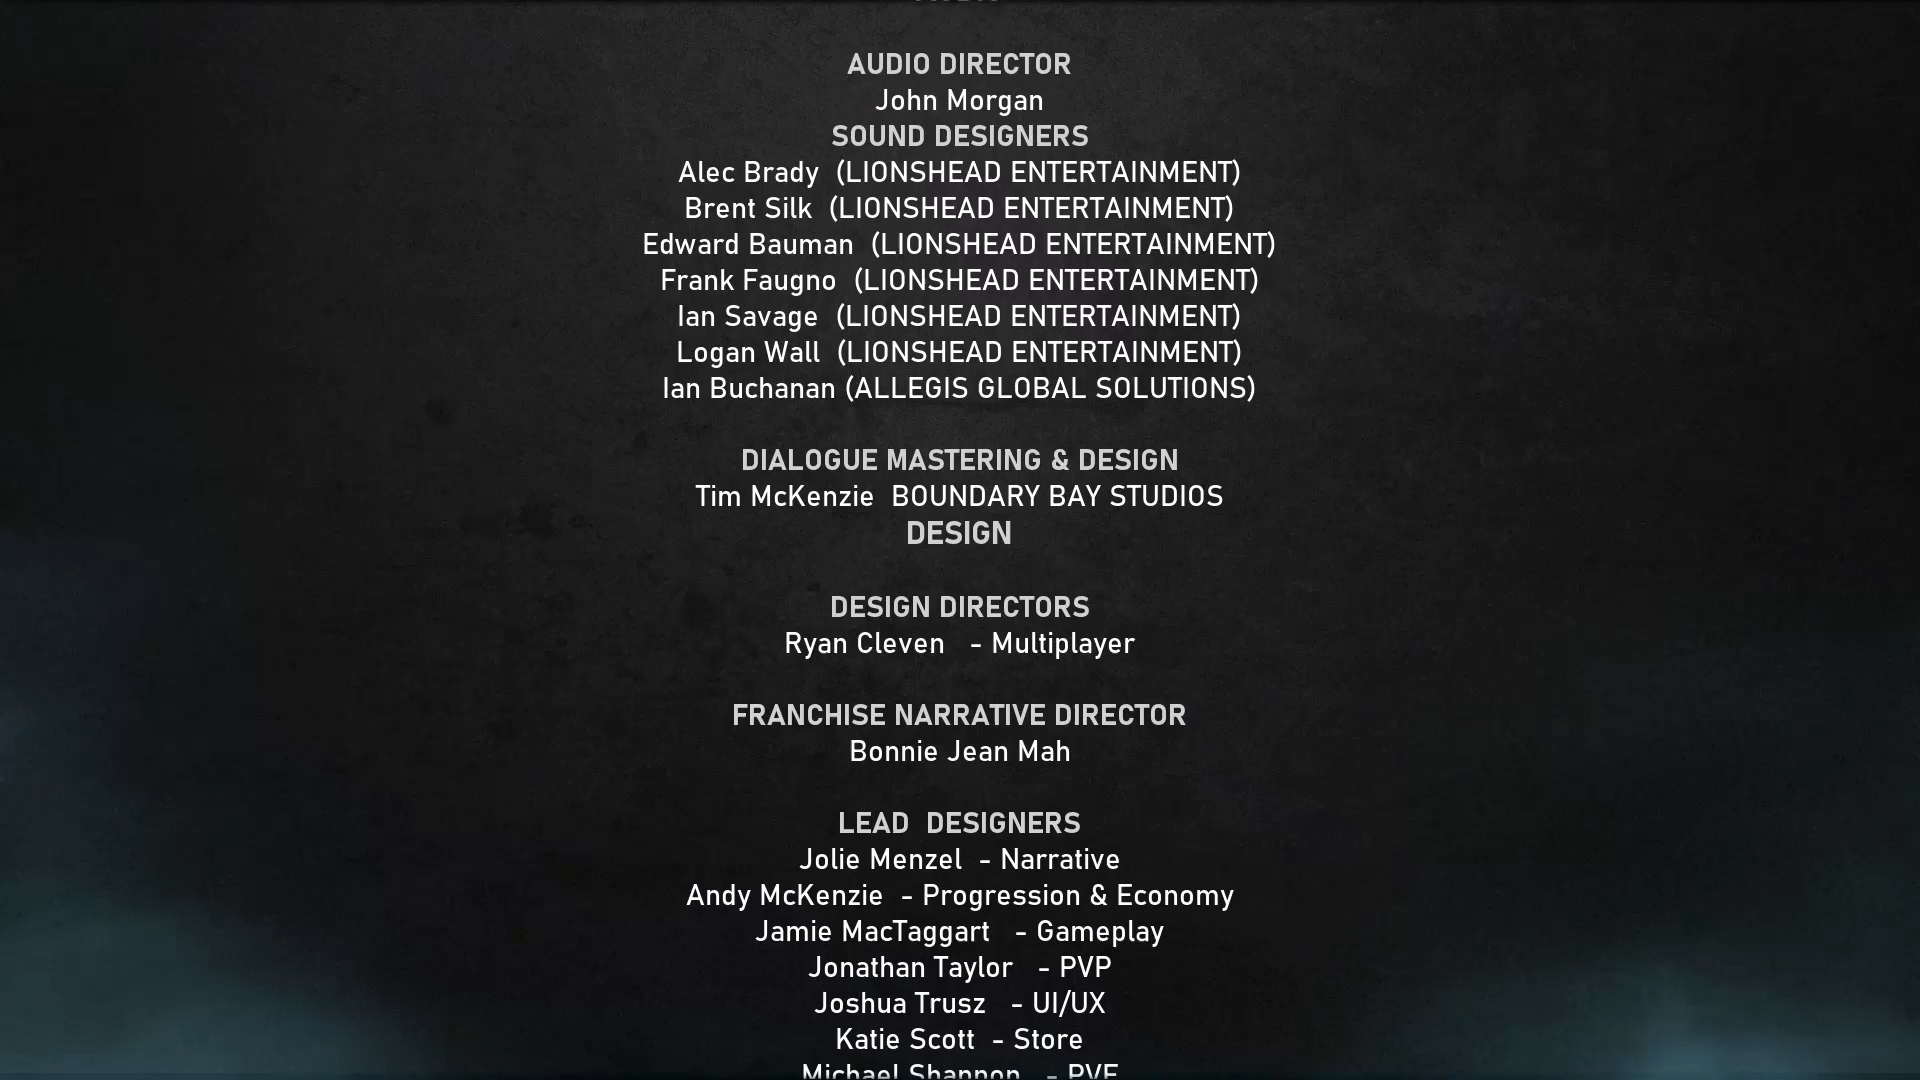 AUDIO DIRECTOR
John Morgan
SOUND DESIGNERS
Alec Brady  (LIONSHEAD ENTERTAINMENT)
Brent Silk  (LIONSHEAD ENTERTAINMENT)
Edward Bauman  (LIONSHEAD ENTERTAINMENT)
Frank Faugno  (LIONSHEAD ENTERTAINMENT)
Ian Savage  (LIONSHEAD ENTERTAINMENT)
Logan Wall  (LIONSHEAD ENTERTAINMENT)
Ian Buchanan (ALLEGIS GLOBAL SOLUTIONS)
DIALOGUE MASTERING & DESIGN
Tim McKenzie  BOUNDARY BAY STUDIOS
DESIGN
DESIGN DIRECTORS
Ryan Cleven   - Multiplayer
FRANCHISE NARRATIVE DIRECTOR
Bonnie Jean Mah
LEAD  DESIGNERS
Jolie Menzel  - Narrative
Andy McKenzie  - Progression & Economy
Jamie MacTaggart   - Gameplay
Jonathan Taylor   - PVP
Joshua Trusz   - UI/UX
Katie Scott  - Store
Michael Shannon   - PVE